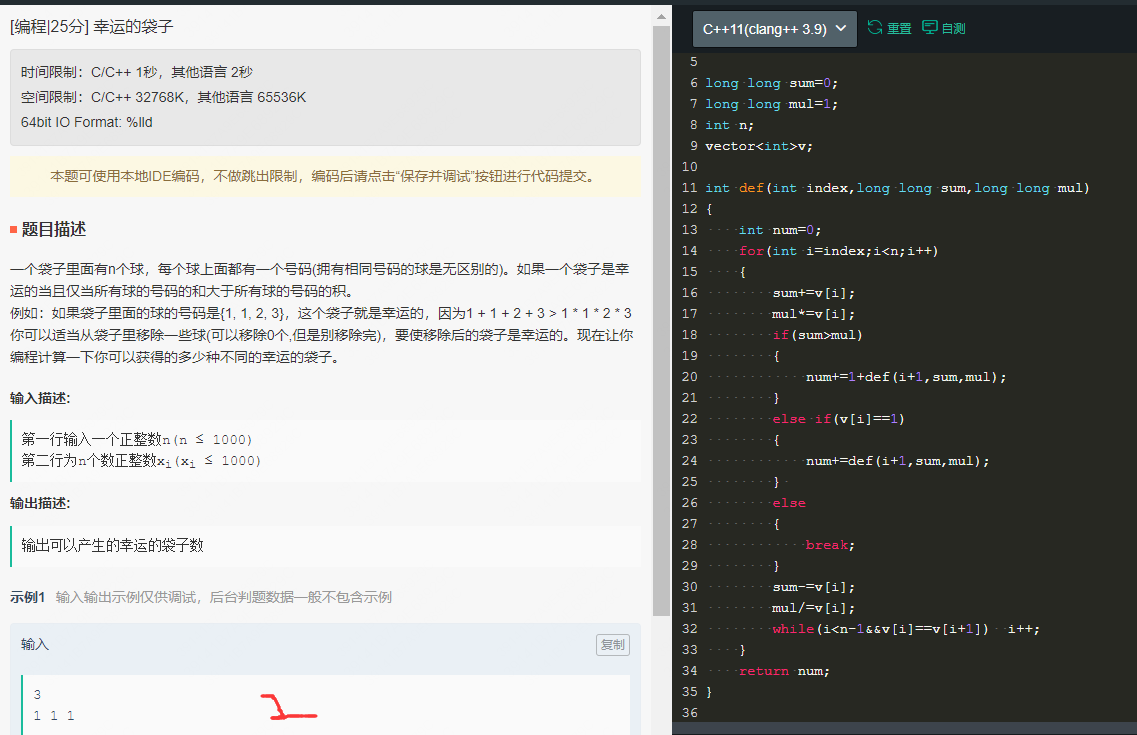 [编程|25分] 幸运的袋子
时间限制：C/C++ 1秒，其他语言 2秒
空间限制：C/C++ 32768K，其他语言 65536K
64bit IO Format: %lld
本题可使用本地IDE编码，不做跳出限制，编码后请点击“保存并调试”按钮进行代码提交。
题目描述
一个袋子里面有n个球，每个球上面都有一个号码(拥有相同号码的球是无区别的)。如果一个袋子是幸
运的当且仅当所有球的号码的和大于所有球的号码的积。
例如：如果袋子里面的球的号码是{1, 1, 2, 3}，这个袋子就是幸运的，因为1 + 1 + 2 + 3 > 1 * 1 * 2 * 3
你可以适当从袋子里移除一些球(可以移除0个,但是别移除完)，要使移除后的袋子是幸运的。现在让你
编程计算一下你可以获得的多少种不同的幸运的袋子。
输入描述:
第一行输入一个正整数n(n ≤ 1000)
第二行为n个数正整数xi(xi ≤ 1000)
输出描述:
输出可以产生的幸运的袋子数
示例1 输入输出示例仅供调试，后台判题数据一般不包含示例
输入
复制
3
1 1 1
C++11(clang++ 3.9)
重置
自测
5
6 long long sum=0;
7 long long mul=1;
8 int n;
9 vector<int>v;
10
11 int def(int index,long long sum,long long mul)
12 {
13 int num=0;
14 for(int i=index;i<n;i++)
15 {
16 sum+=v[i];
17 mul*=v[i];
18 if(sum>mul)
19 {
20 num+=1+def(i+1,sum,mul);
21 }
22 else if(v[i]==1)
23 {
24 num+=def(i+1,sum,mul);
25 }
26 else
27 {
28 break;
29 }
30 sum-=v[i];
31 mul/=v[i];
32 while(i<n-1&&v[i]==v[i+1]) i++;
33 }
34 return num;
35 }
36